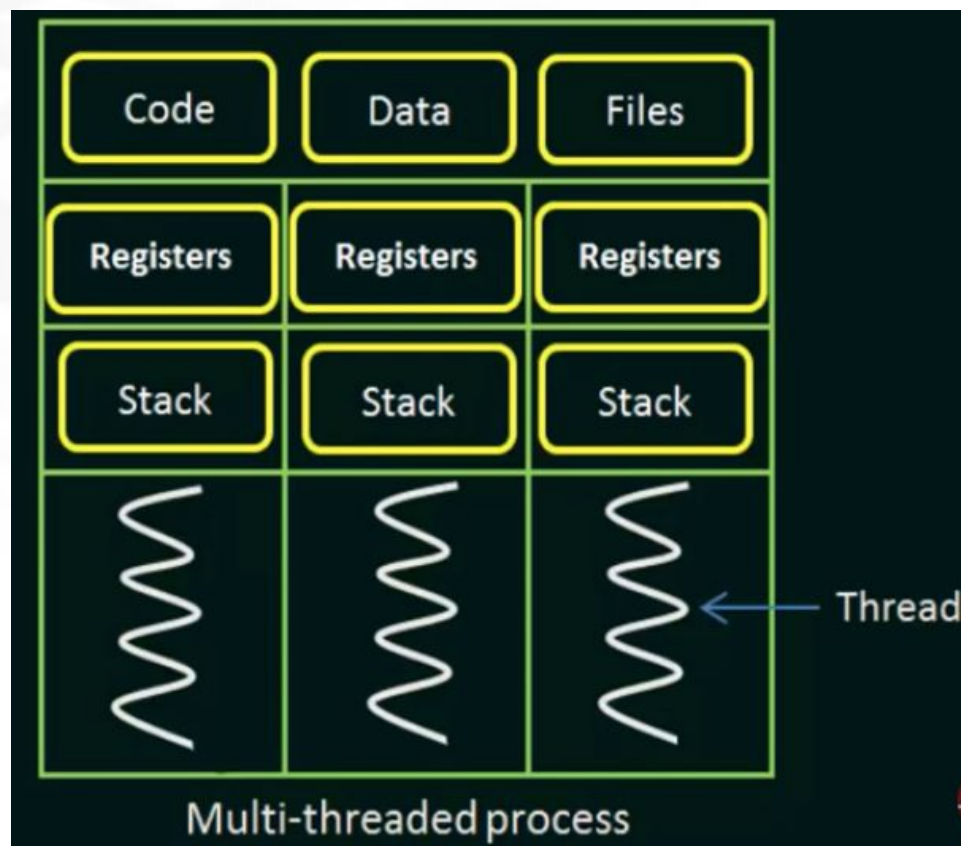 Code Data Files
Registers Registers Registers
Stack Stack Stack
Thread
Multi-threaded process